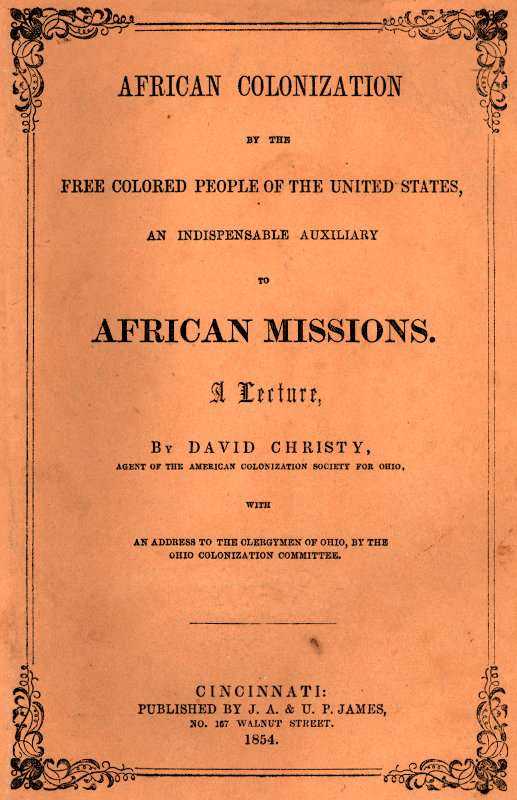 AFRICAN COLONIZATION
BY THE
FREE COLORED PEOPLE OF THE UNITED STATES,
AN INDISPENSABLE AUXILIARY
TO
AFRICAN MISSIONS.
A Lecture,
BY DAVID CHRISTY,
AGENT OF THE AMERICAN COLONIZATION SOCIETY FOR OHIO,
WITH
AN ADDRESS TO THE CLERGYMEN OF OHIO, BY THE
OHIO COLONIZATION COMMITTEE.
CINCINNATI:
PUBLISHED BY J. A. & U. P. JAMES,
NO. 167 WALNUT STREET.
1854.